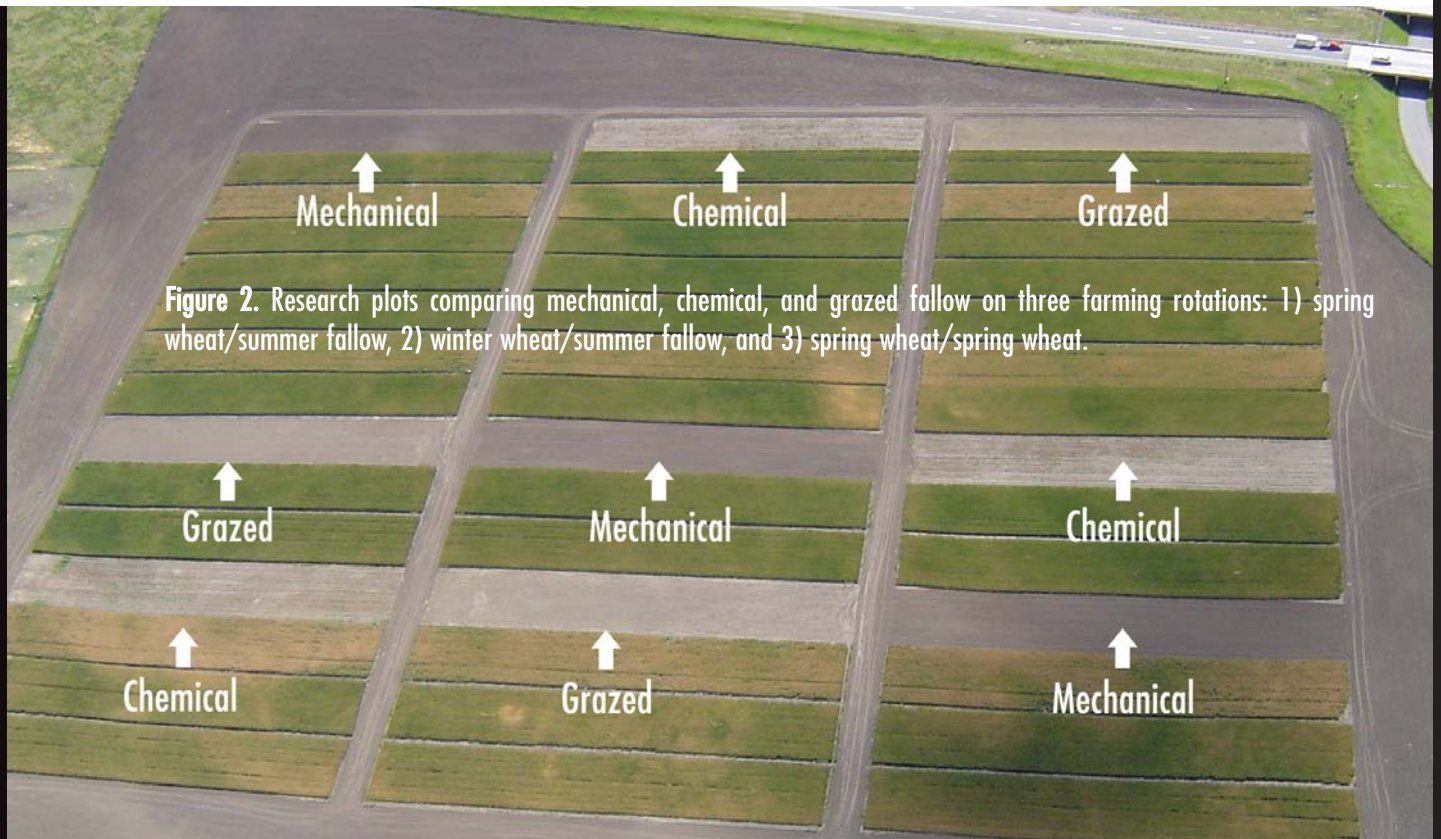 Mechanical
Chemical
Grazed
Figure 2. Research plots comparing mechanical, chemical, and grazed fallow on three farming rotations: 1) spring
wheat/summer fallow, 2) winter wheat/summer fallow, and 3) spring wheat/spring wheat.
Grazed
Mechanical
Chemical
Chemical
Grazed
Mechanical